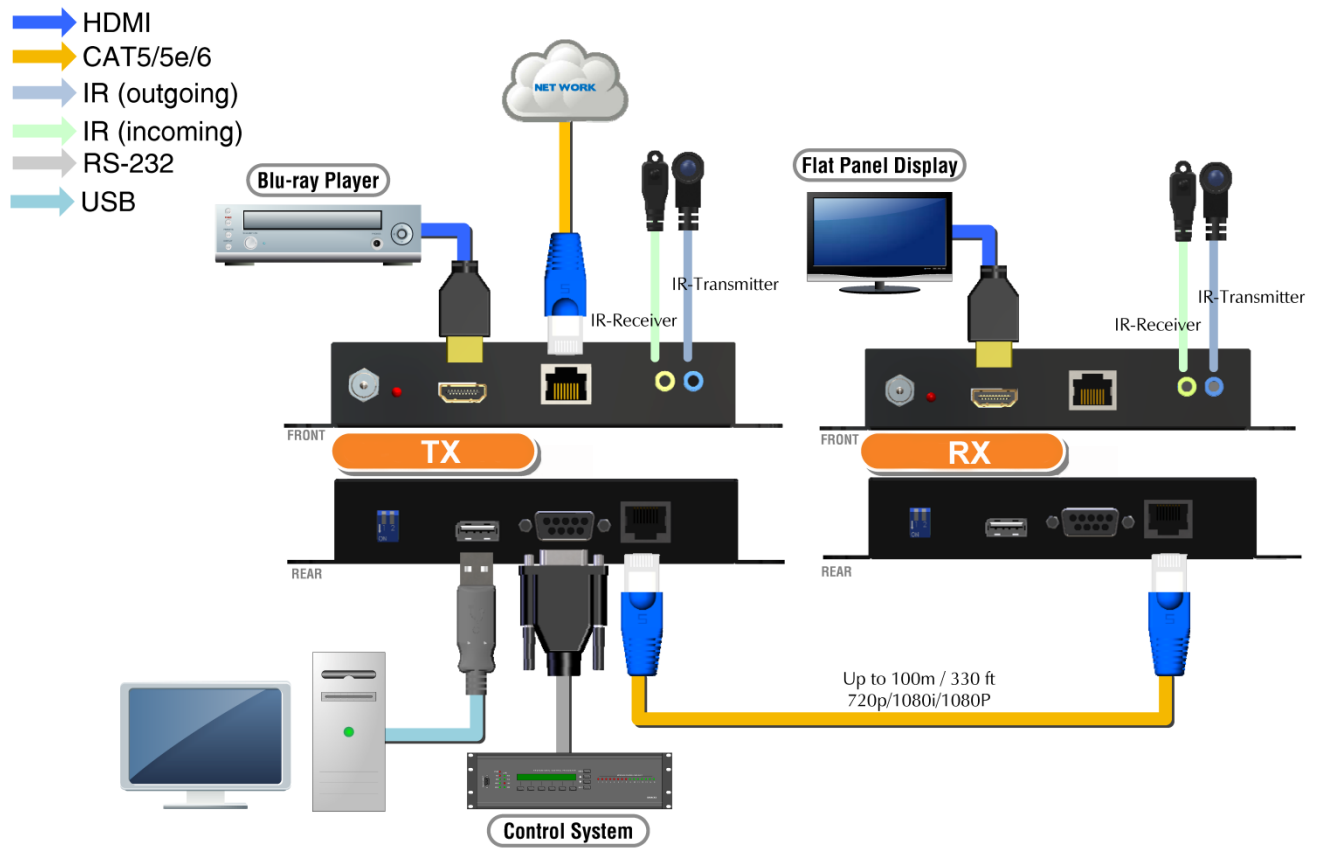 HDMI
CAT5/5e/6
IR (outgoing)
IR (incoming)
RS-232
USB
NET WORK
Blu-ray Player
Flat Panel Display
IR-Transmitter
IR-Receiver
IR-Transmitter
IR-Receiver
FRONT
TX
FRONT
RX
ON
ON
REAR
REAR
Up to 100m / 330 ft
720p/1080i/1080P
Control System